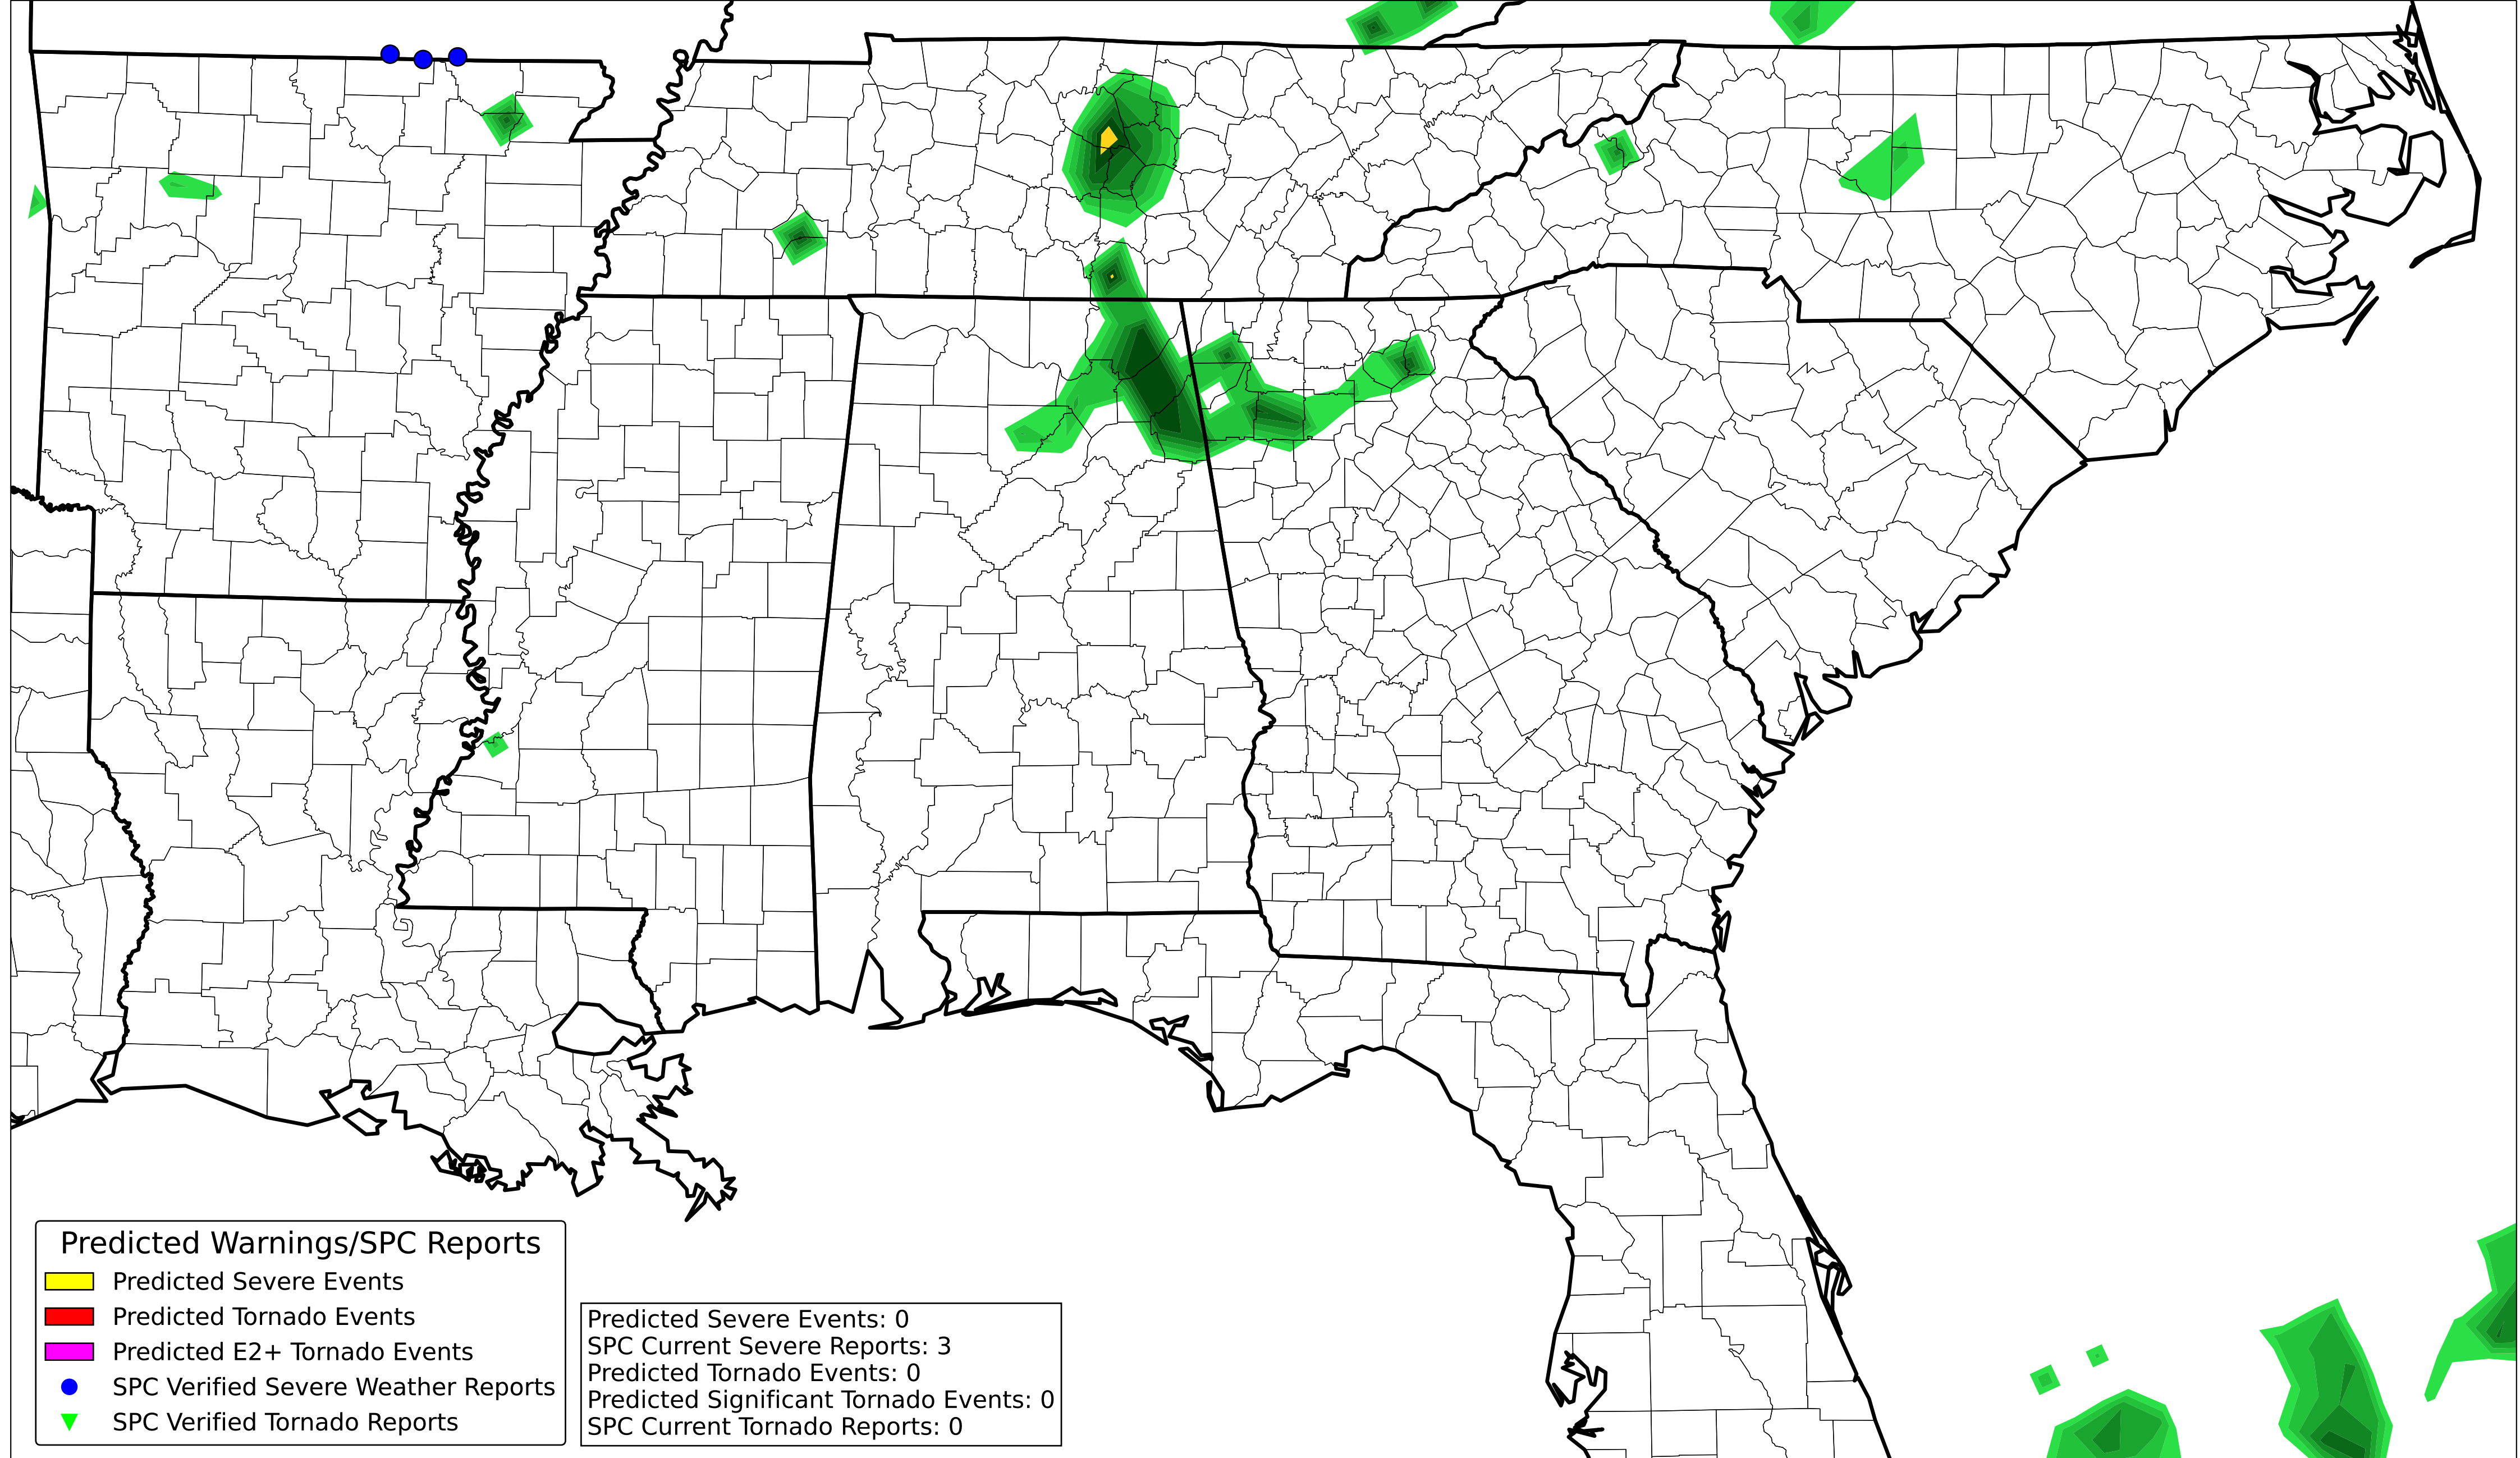 Predicted Warnings/SPC Reports
Predicted Severe Events
Predicted Tornado Events
Predicted E2+ Tornado Events
SPC Verified Severe Weather Reports
SPC Verified Tornado Reports
Predicted Severe Events: 0
SPC Current Severe Reports: 3
Predicted Tornado Events: 0
Predicted Significant Tornado Events: 0
SPC Current Tornado Reports: 0